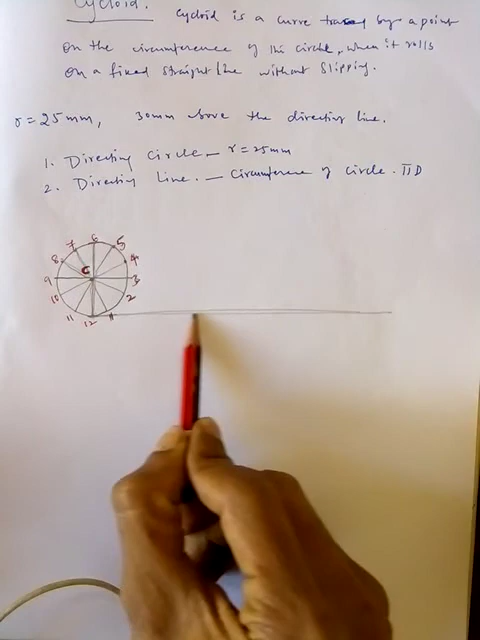 Cycloid. Cycloid is a curve traced by a point
on the circumference of the circle, when it rolls
on a fixed straight line without slipping.
r = 25mm, 30mm above the directing line.
1. Directing Circle – r = 25mm
2. Directing Line. – Circumference of circle. ΠD
6
7 5
8 4
C
9 3
10 2
11 12 1